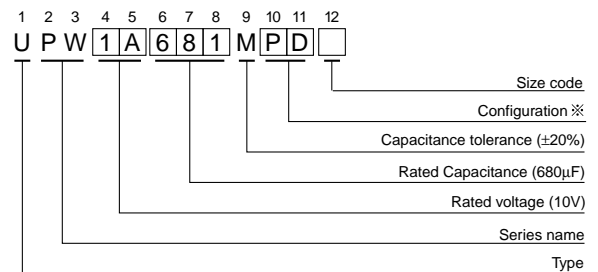 1 2 3 4 5 6 7 8 9 10 11 12
U P W 1 A 6 8 1 M P D
Size code
Configuration ※
Capacitance tolerance (±20%)
Rated Capacitance (680μF)
Rated voltage (10V)
Series name
Type